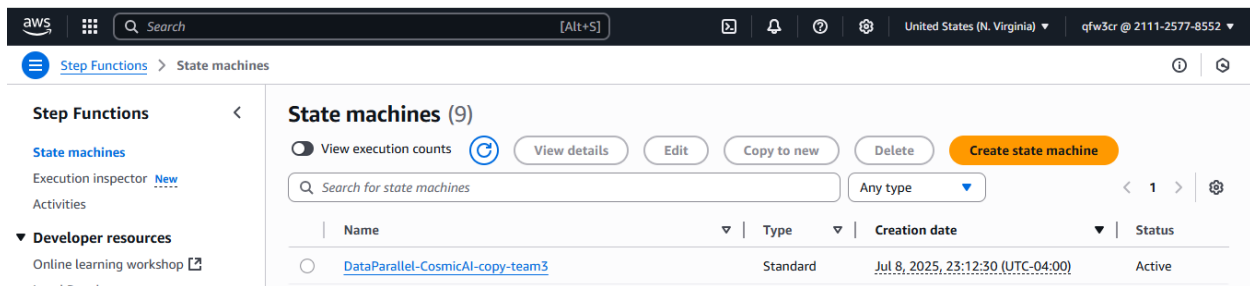 aws Search [Alt+S] United States (N. Virginia) ▼ qfw3cr @ 2111-2577-8552 ▼
Step Functions > State machines
Step Functions
State machines
Execution inspector New
Activities
▼ Developer resources
Online learning workshop
State machines (9)
View execution counts View details Edit Copy to new Delete Create state machine
Search for state machines Any type ▼ < 1 >
Name Type Creation date Status
DataParallel-CosmicAI-copy-team3 Standard Jul 8, 2025, 23:12:30 (UTC-04:00) Active